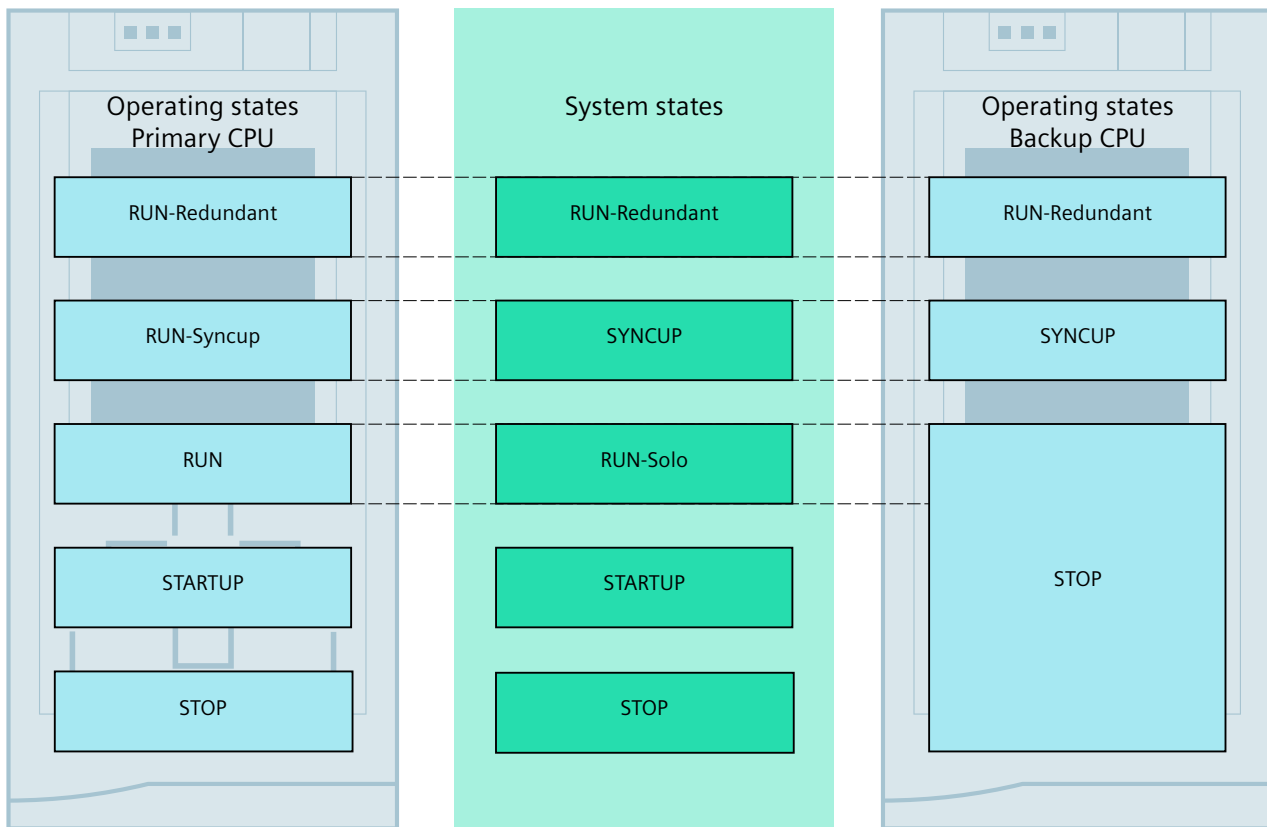 Operating states
Primary CPU
System states
Operating states
Backup CPU
RUN-Redundant
RUN-Redundant
RUN-Redundant
RUN-Syncup
SYNCUP
SYNCUP
RUN
RUN-Solo
STARTUP
STARTUP
STOP
STOP
STOP